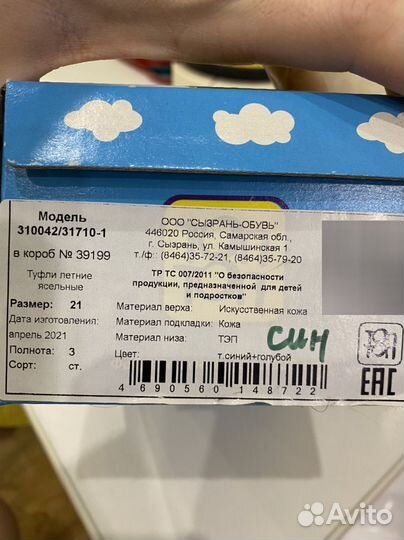 Модель
310042/31710-1
в короб № 39199
Туфли летние
ясельные
Размер: 21
Дата изготовления:
апрель 2021
Полнота: 3
Сорт: ст.
ООО "СЫЗРАНЬ-ОБУВЬ"
446020 Россия, Самарская обл.,
г. Сызрань, ул. Камышинская 1
т./ф.: (8464)35-72-21, (8464)35-79-20
ТР ТС 007/2011 "О безопасности
продукции, предназначенной для детей
и подростков"
Материал верха: Искусственная кожа
Материал подкладки: Кожа
Материал низа: ТЭП
Цвет: т.синий+голубой
син
4 690560 148722
ЕАС
Avito